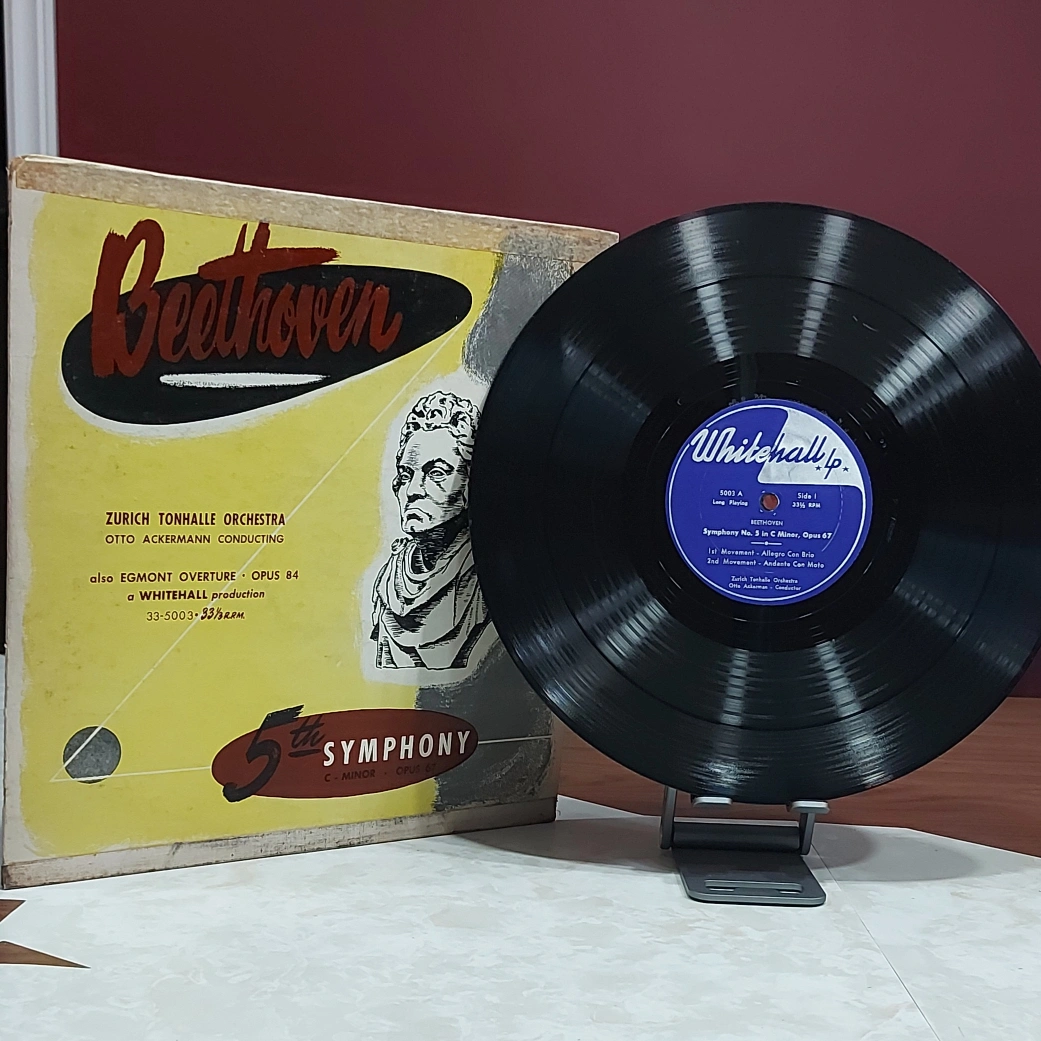 Beethoven
ZURICH TONHALLE ORCHESTRA
OTTO ACKERMANN CONDUCTING
also EGMONT OVERTURE • OPUS 84
a WHITEHALL production
33-5003 • 33⅓ R.P.M.
5th SYMPHONY
C - MINOR - OPUS 67
Whitehall Lp
5003 A
Side I
Long Playing
33⅓ RPM
BEETHOVEN
Symphony No. 5 in C Minor, Opus 67
1st Movement - Allegro Con Brio
2nd Movement - Andante Con Moto
Zurich Tonhalle Orchestra
Otto Ackerman - Conductor